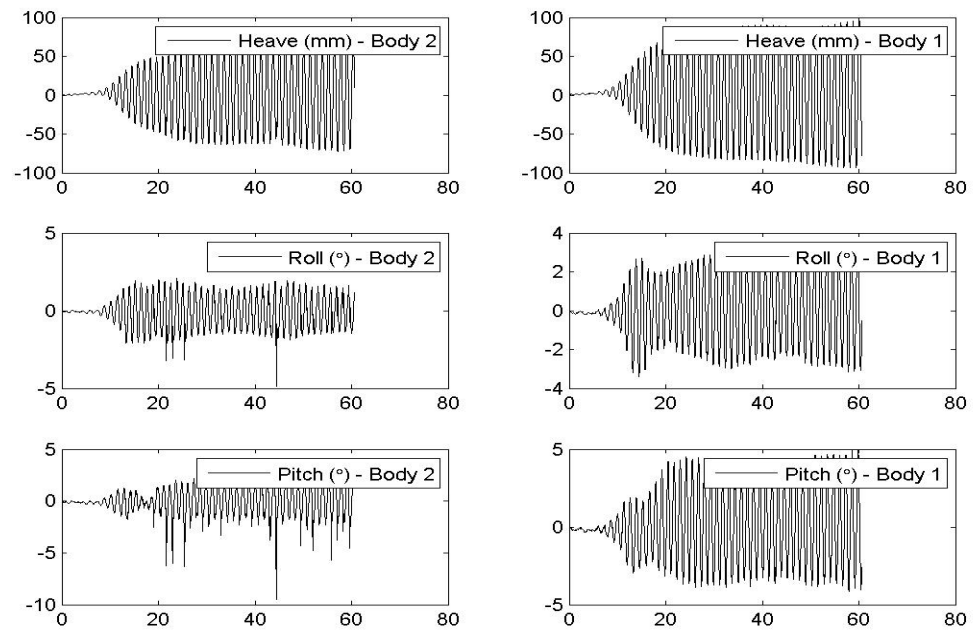 100
50
0
-50
-100
0 20 40 60 80
Heave (mm) - Body 2
100
50
0
-50
-100
0 20 40 60 80
Heave (mm) - Body 1
5
0
-5
0 20 40 60 80
Roll (°) - Body 2
4
2
0
-2
-4
0 20 40 60 80
Roll (°) - Body 1
5
0
-5
-10
0 20 40 60 80
Pitch (°) - Body 2
5
0
-5
0 20 40 60 80
Pitch (°) - Body 1